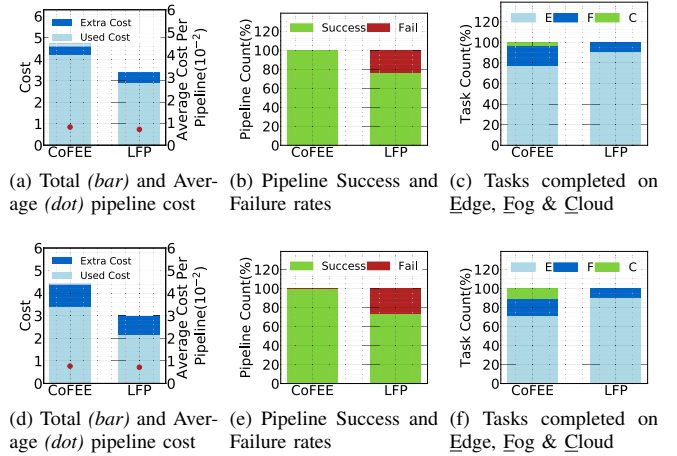 6
5
4
3
2
1
0
Cost
Extra Cost
Used Cost
6
5
4
3
2
1
0
Average Cost Per
Pipeline(10⁻²)
CoFEE LFP
120
100
80
60
40
20
0
Pipeline Count(%)
Success Fail
CoFEE LFP
120
100
80
60
40
20
0
Task Count(%)
E F C
CoFEE LFP
(a) Total (bar) and Aver-
age (dot) pipeline cost
(b) Pipeline Success and
Failure rates
(c) Tasks completed on
Edge, Fog & Cloud
6
5
4
3
2
1
0
Cost
Extra Cost
Used Cost
6
5
4
3
2
1
0
Average Cost Per
Pipeline(10⁻²)
CoFEE LFP
120
100
80
60
40
20
0
Pipeline Count(%)
Success Fail
CoFEE LFP
120
100
80
60
40
20
0
Task Count(%)
E F C
CoFEE LFP
(d) Total (bar) and Aver-
age (dot) pipeline cost
(e) Pipeline Success and
Failure rates
(f) Tasks completed on
Edge, Fog & Cloud